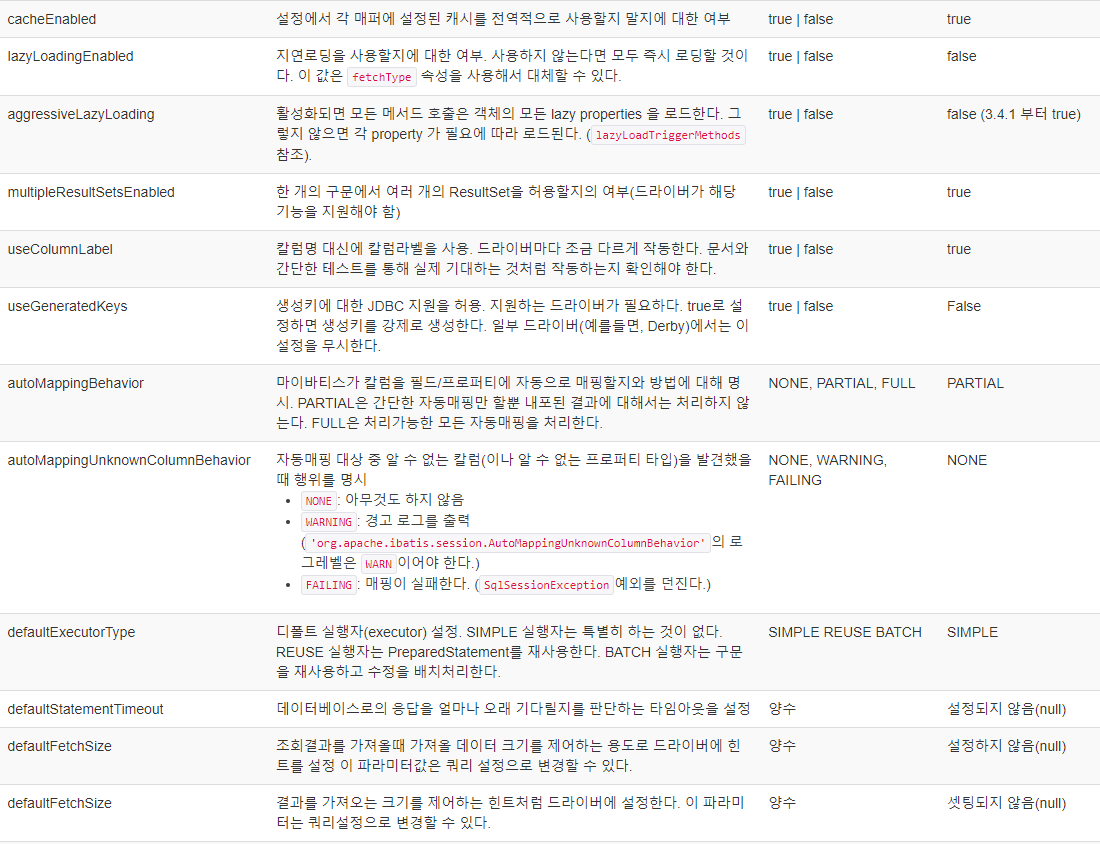 cacheEnabled 설정에서 각 매퍼에 설정된 캐시를 전역적으로 사용할지 말지에 대한 여부 true | false true
lazyLoadingEnabled 지연로딩을 사용할지에 대한 여부. 사용하지 않는다면 모두 즉시 로딩할 것이 true | false false
다. 이 값은 fetchType 속성을 사용해서 대체할 수 있다.
aggressiveLazyLoading 활성화되면 모든 메서드 호출은 객체의 모든 lazy properties 을 로드한다. 그 true | false false (3.4.1 부터 true)
렇지 않으면 각 property 가 필요에 따라 로드된다. ( lazyLoadTriggerMethods
참조).
multipleResultSetsEnabled 한 개의 구문에서 여러 개의 ResultSet을 허용할지의 여부(드라이버가 해당 true | false true
기능을 지원해야 함)
useColumnLabel 칼럼명 대신에 칼럼라벨을 사용. 드라이버마다 조금 다르게 작동한다. 문서와 true | false true
간단한 테스트를 통해 실제 기대하는 것처럼 작동하는지 확인해야 한다.
useGeneratedKeys 생성키에 대한 JDBC 지원을 허용. 지원하는 드라이버가 필요하다. true로 설 true | false False
정하면 생성키를 강제로 생성한다. 일부 드라이버(예를들면, Derby)에서는 이
설정을 무시한다.
autoMappingBehavior 마이바티스가 칼럼을 필드/프로퍼티에 자동으로 매핑할지와 방법에 대해 명 NONE, PARTIAL, FULL PARTIAL
시. PARTIAL은 간단한 자동매핑만 할뿐 내포된 결과에 대해서는 처리하지 않
는다. FULL은 처리가능한 모든 자동매핑을 처리한다.
autoMappingUnknownColumnBehavior 자동매핑 대상 중 알 수 없는 칼럼(이나 알 수 없는 프로퍼티 타입)을 발견했을 NONE, WARNING, NONE
때 행위를 명시 FAILING
• NONE : 아무것도 하지 않음
• WARNING : 경고 로그를 출력
( 'org.apache.ibatis.session.AutoMappingUnknownColumnBehavior' 의 로
그레벨은 WARN 이어야 한다.)
• FAILING : 매핑이 실패한다. ( SqlSessionException 예외를 던진다.)
defaultExecutorType 디폴트 실행자(executor) 설정. SIMPLE 실행자는 특별히 하는 것이 없다. SIMPLE REUSE BATCH SIMPLE
REUSE 실행자는 PreparedStatement를 재사용한다. BATCH 실행자는 구문
을 재사용하고 수정을 배치처리한다.
defaultStatementTimeout 데이터베이스로의 응답을 얼마나 오래 기다릴지를 판단하는 타임아웃을 설정 양수 설정되지 않음(null)
defaultFetchSize 조회결과를 가져올때 가져올 데이터 크기를 제어하는 용도로 드라이버에 힌 양수 설정하지 않음(null)
트를 설정 이 파라미터값은 쿼리 설정으로 변경할 수 있다.
defaultFetchSize 결과를 가져오는 크기를 제어하는 힌트처럼 드라이버에 설정한다. 이 파라미 양수 셋팅되지 않음(null)
터는 쿼리설정으로 변경할 수 있다.